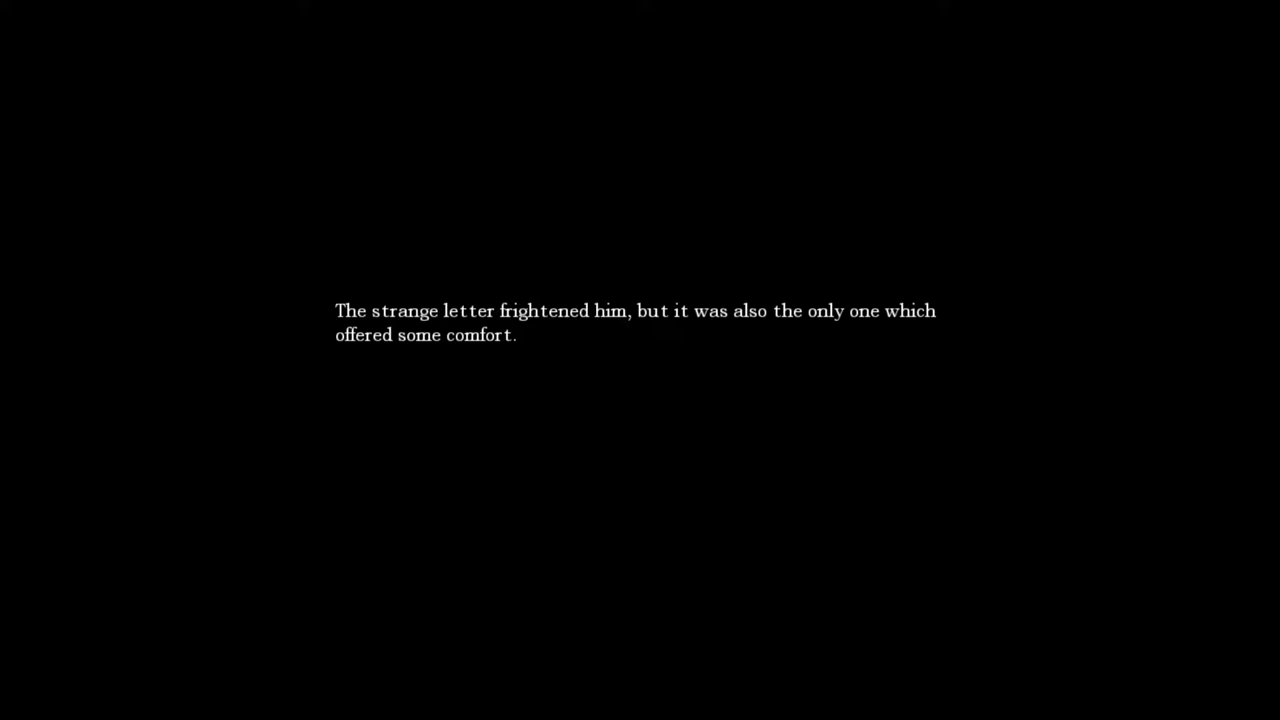 The strange letter frightened him, but it was also the only one which
offered some comfort.